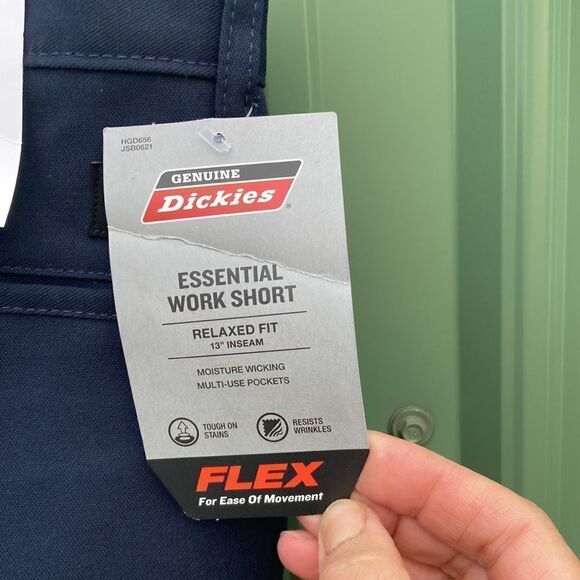 HGD656
JSB0621
GENUINE
Dickies®
ESSENTIAL
WORK SHORT
RELAXED FIT
13" INSEAM
MOISTURE WICKING
MULTI-USE POCKETS
TOUGH ON
STAINS
RESISTS
WRINKLES
FLEX
For Ease Of Movement